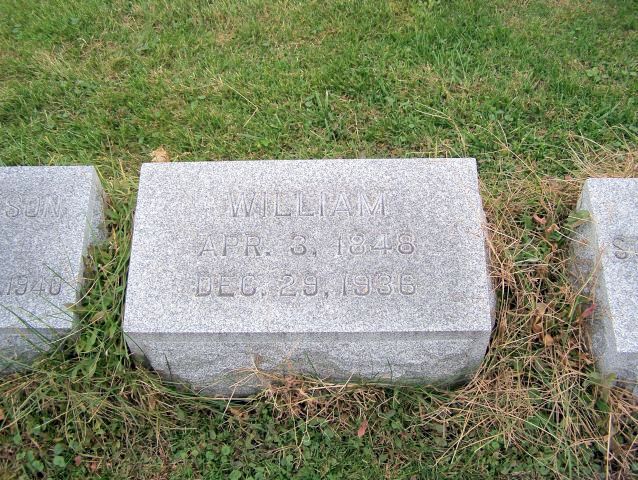 SON
1940
WILLIAM
APR. 3, 1848
DEC. 29, 1936
S